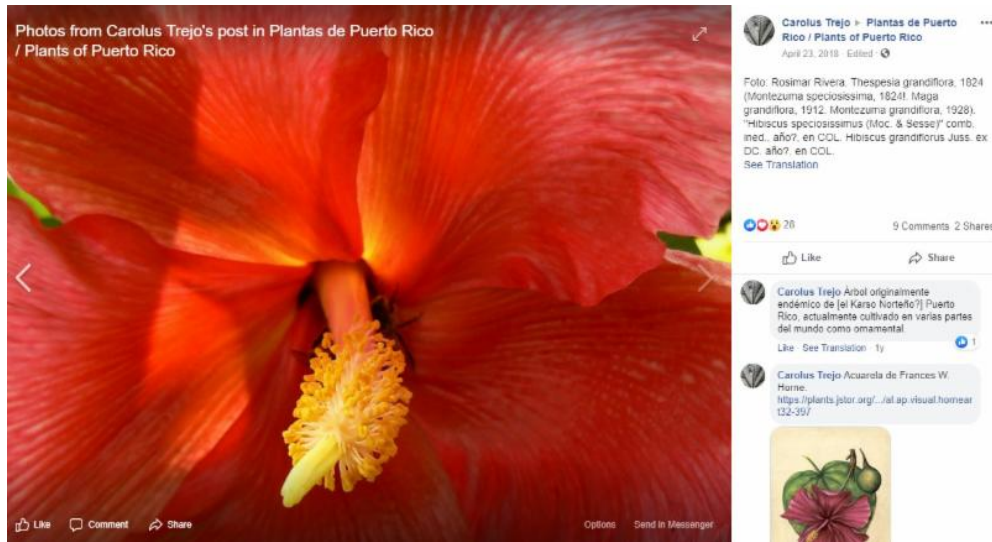 Photos from Carolus Trejo's post in Plantas de Puerto Rico
/ Plants of Puerto Rico
Like Comment Share
Options Send in Messenger
Carolus Trejo ▸ Plantas de Puerto
Rico / Plants of Puerto Rico
April 23, 2018 · Edited ·
Foto: Rosimar Rivera. Thespesia grandiflora, 1824
(Montezuma speciosissima, 1824!. Maga
grandiflora, 1912. Montezuma grandiflora, 1928).
"Hibiscus speciosissimus (Moc. & Sesse)" comb.
ined., año?, en COL. Hibiscus grandiflorus Juss. ex
DC. año?, en COL.
See Translation
28
9 Comments 2 Shares
Like Share
Carolus Trejo Árbol originalmente
endémico de [el Karso Norteño?] Puerto
Rico, actualmente cultivado en varias partes
del mundo como ornamental.
Like See Translation 1y
1
Carolus Trejo Acuarela de Frances W.
Horne.
https://plants.jstor.org/.../al.ap.visual.hornear
t32-397